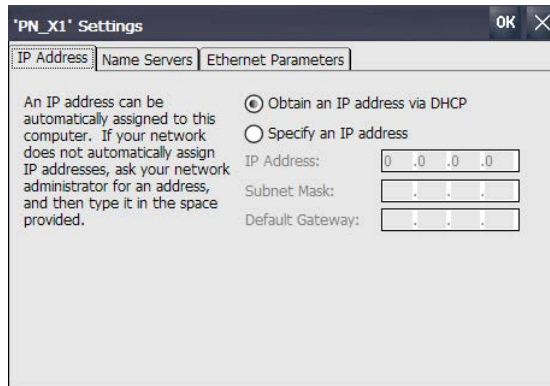 'PN_X1' Settings OK
IP Address Name Servers Ethernet Parameters
An IP address can be
automatically assigned to this
computer. If your network
does not automatically assign
IP addresses, ask your network
administrator for an address,
and then type it in the space
provided.
Obtain an IP address via DHCP
Specify an IP address
IP Address: 0 .0 .0 .0
Subnet Mask: . . .
Default Gateway: . . .